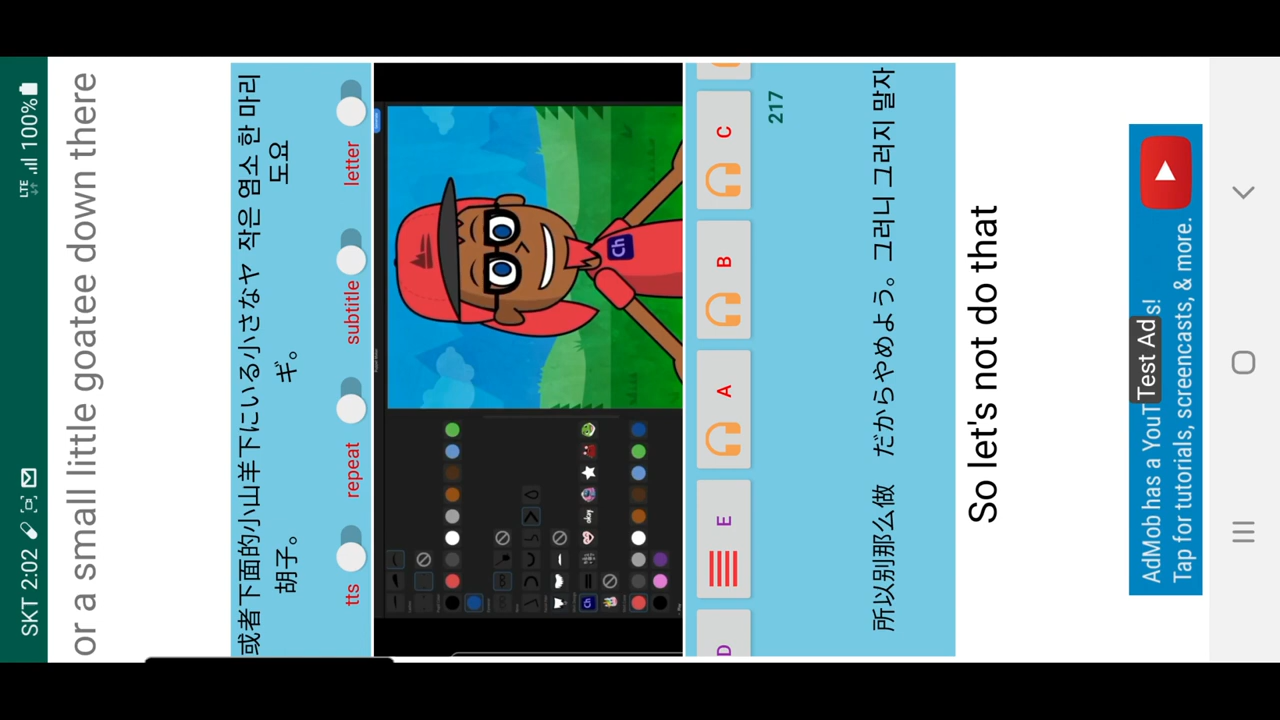 SKT 2:02 LTE 100%
or a small little goatee down there
或者下面的小山羊 下にいる小さなヤ 작은 염소 한 마리
胡子。 ギ。 도요
tts repeat subtitle letter
Ch
D E A B C
217
所以别那么做 だからやめよう。 그러니 그러지 말자
So let's not do that
AdMob has a YouT s!
Test Ad
Tap for tutorials, screencasts, & more.